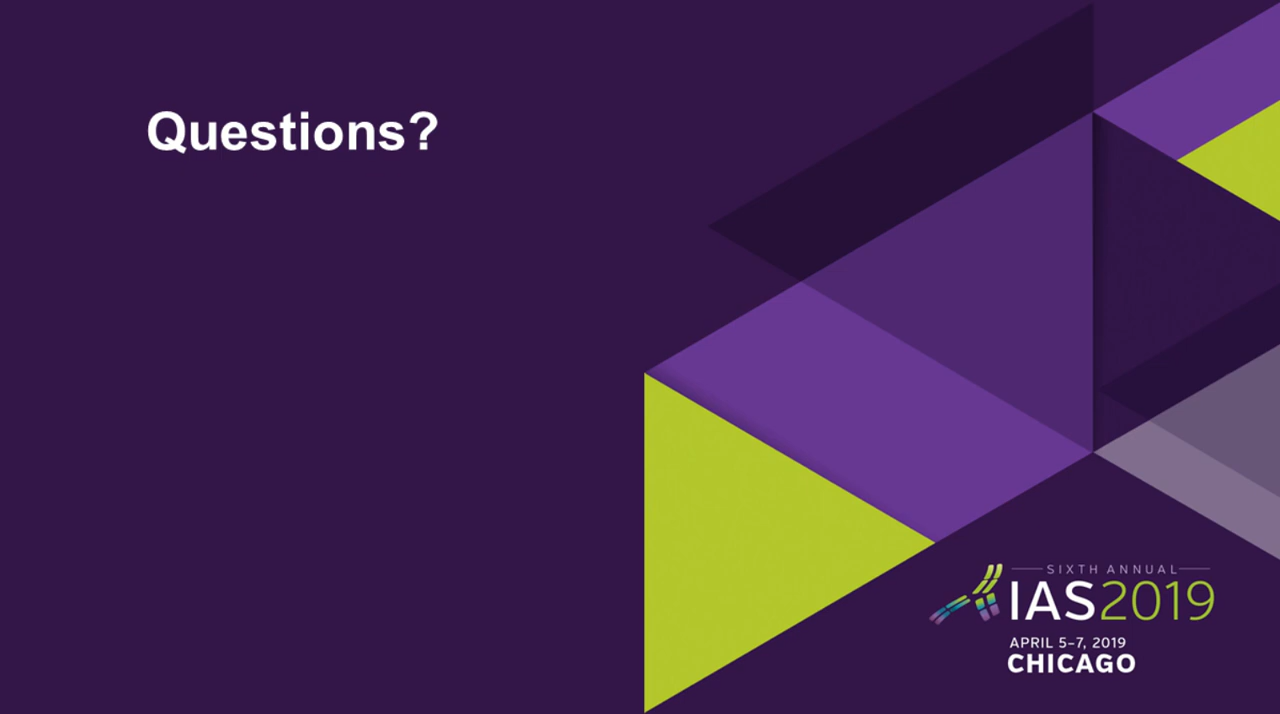 Questions?
SIXTH ANNUAL
IAS2019
APRIL 5–7, 2019
CHICAGO